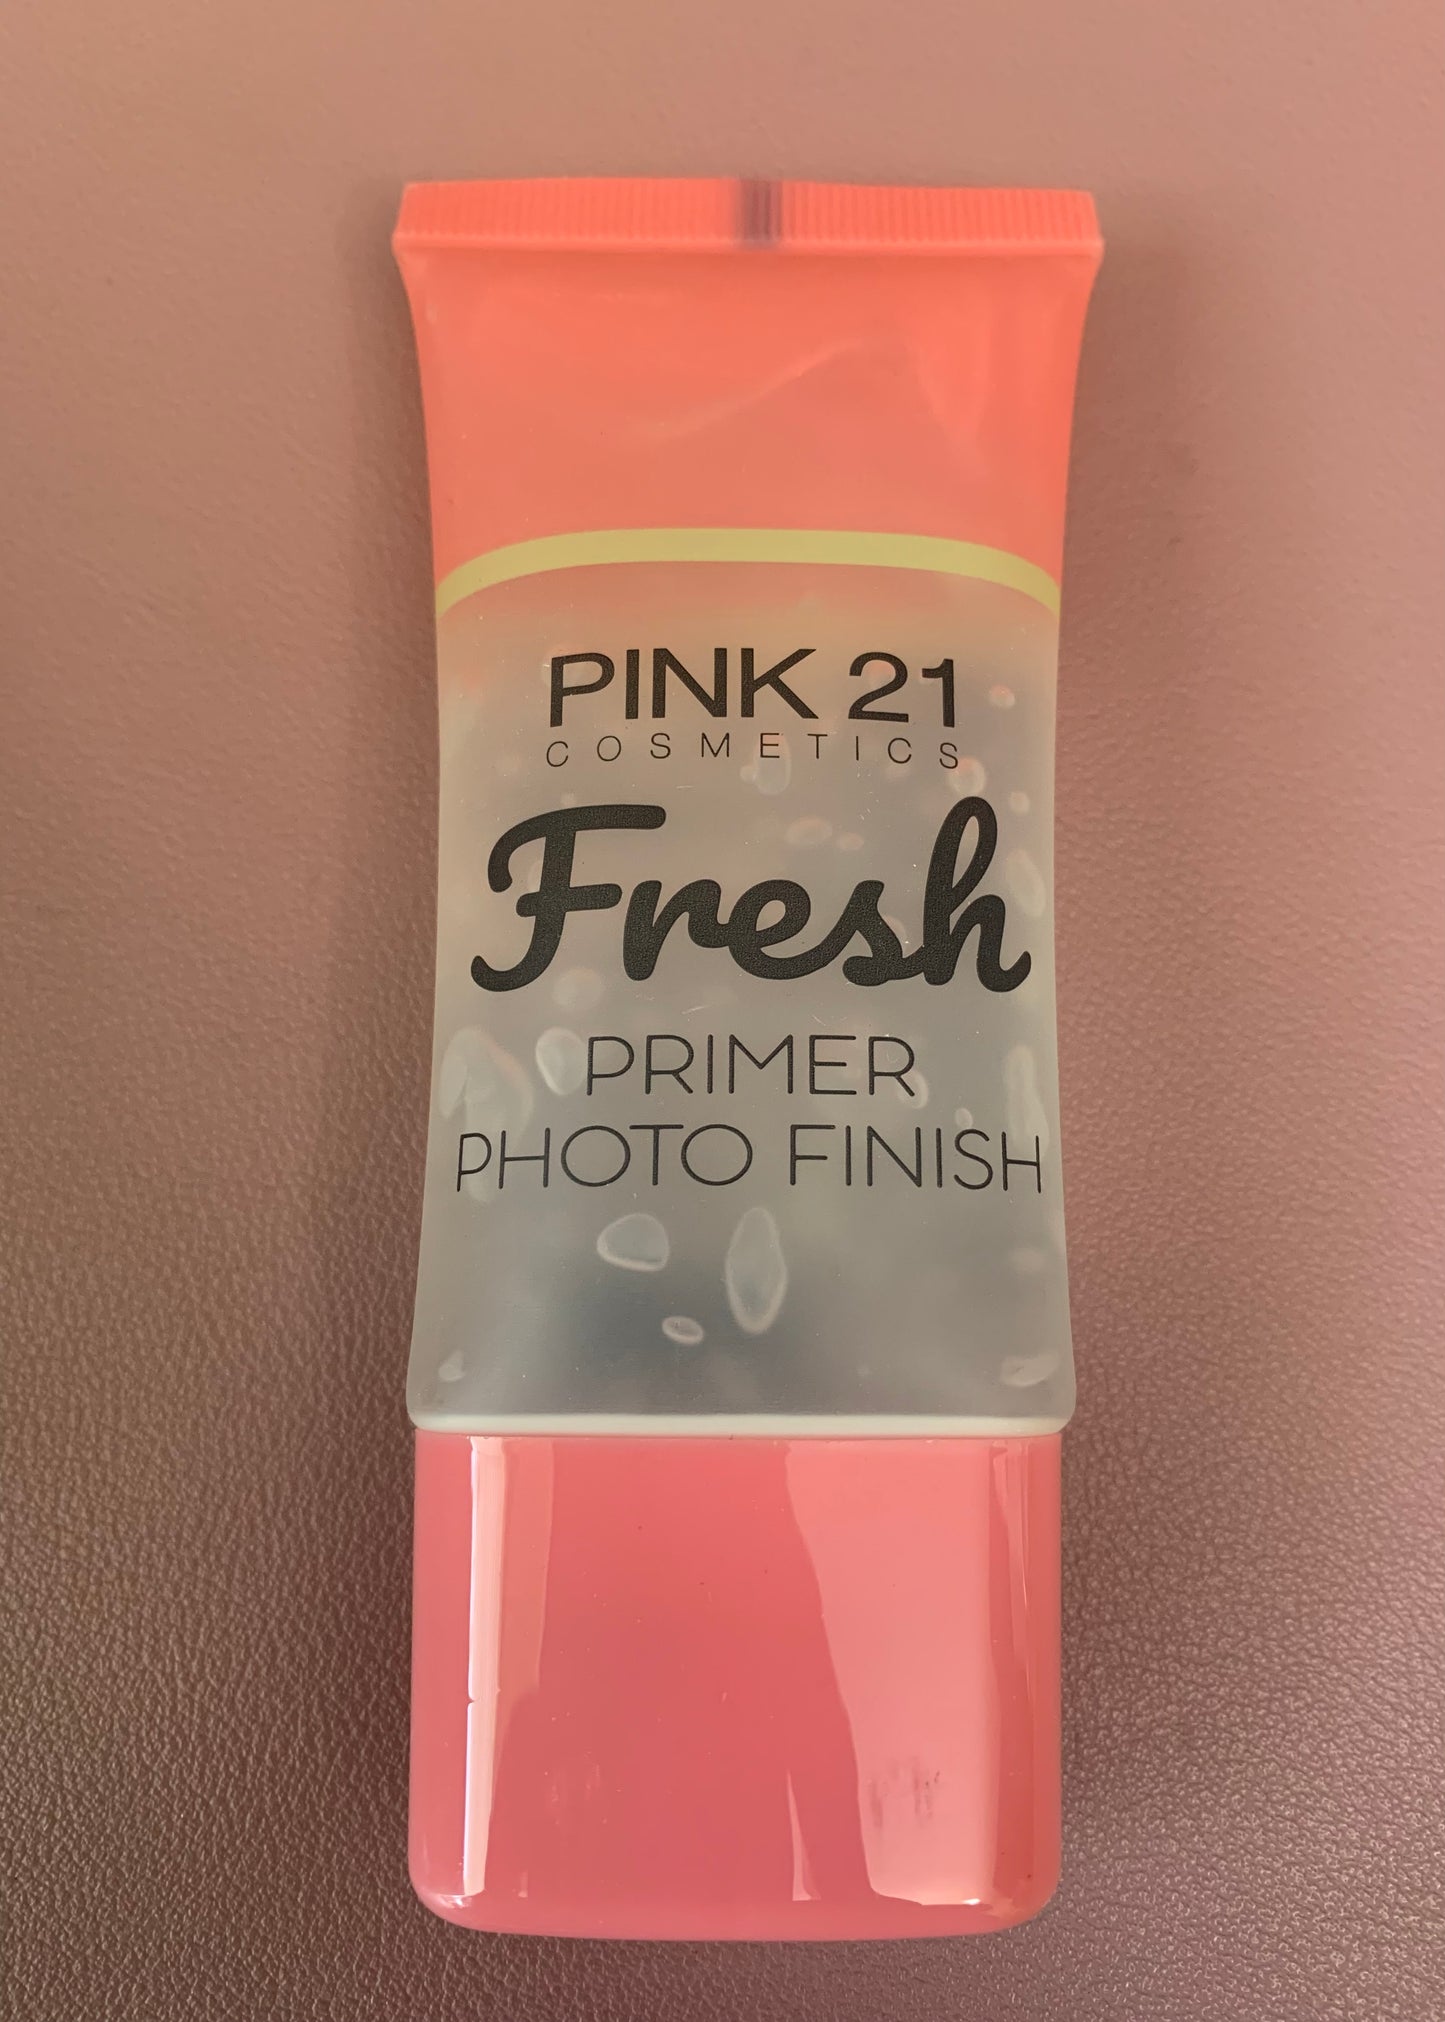 PINK 21
COSMETICS
Fresh
PRIMER
PHOTO FINISH